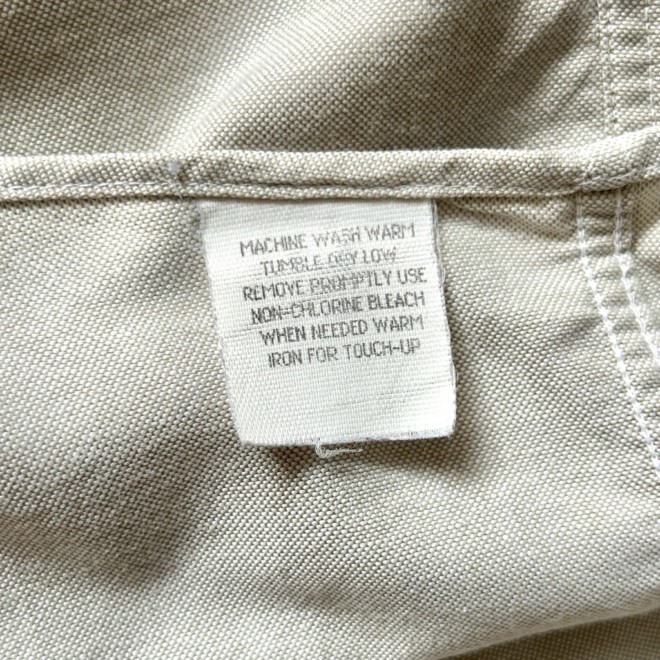 MACHINE WASH WARM
TUMBLE DRY LOW
REMOVE PROMPTLY USE
NON-CHLORINE BLEACH
WHEN NEEDED WARM
IRON FOR TOUCH-UP